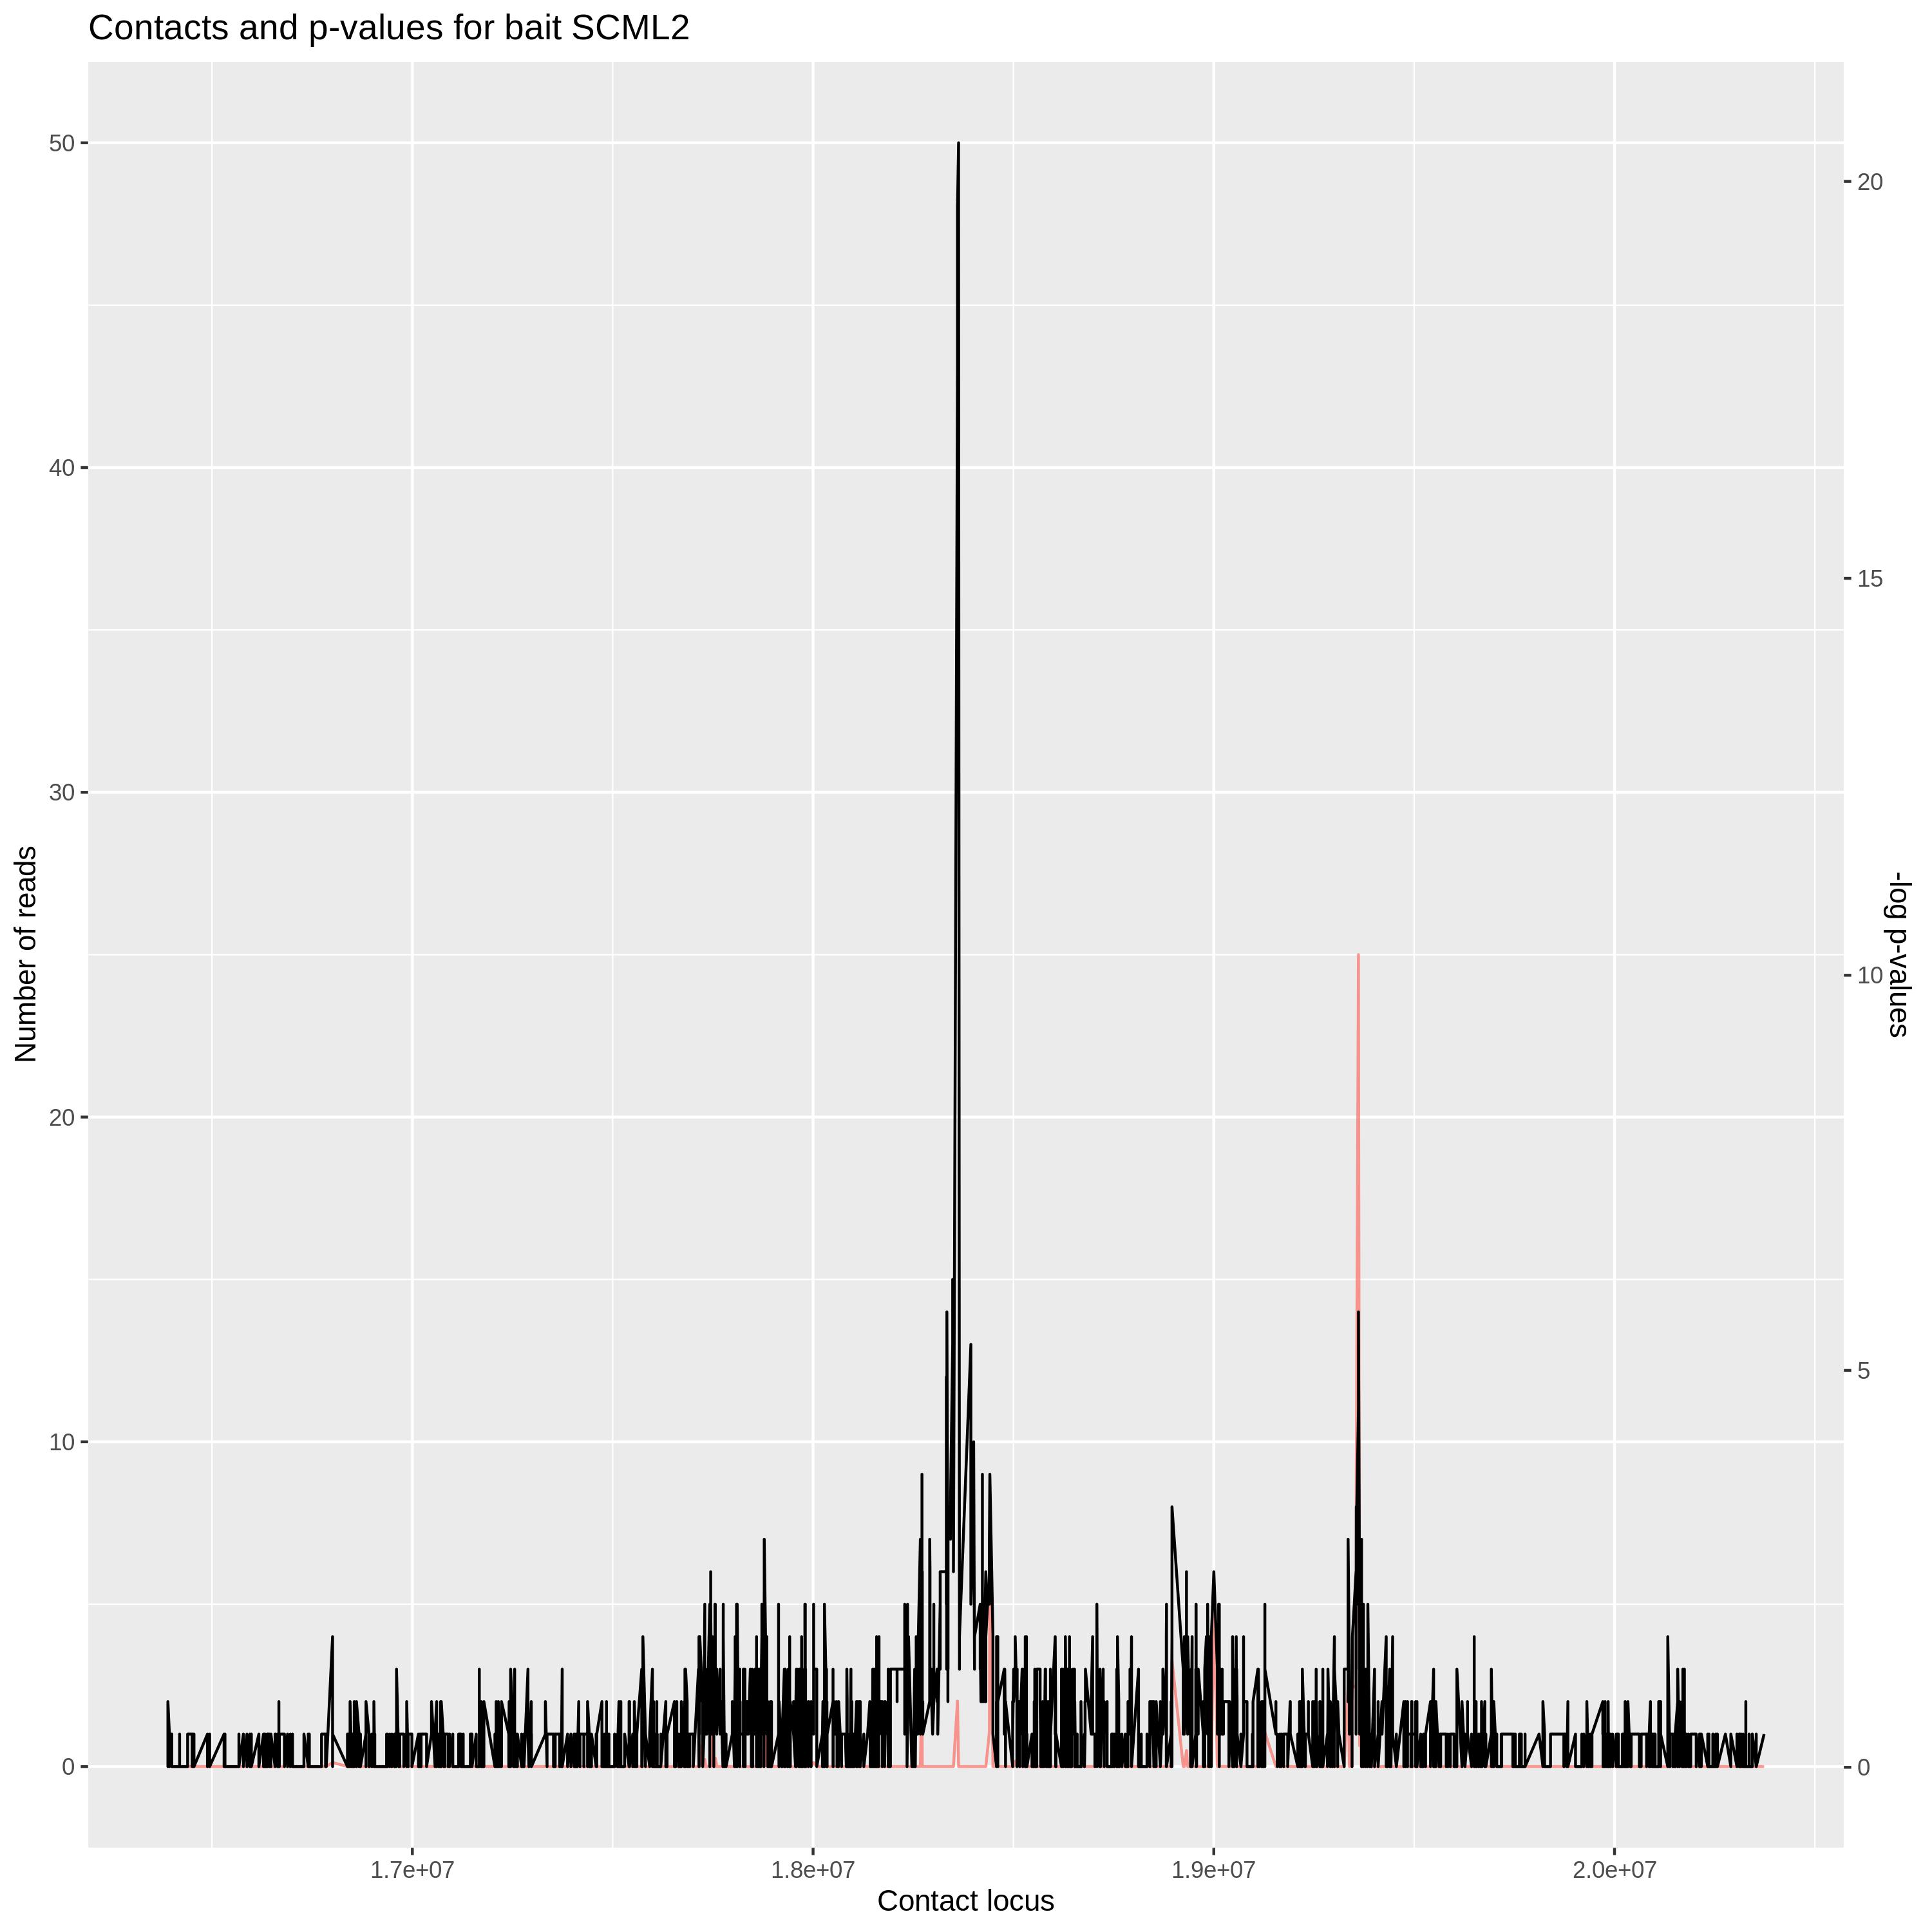 Contacts and p-values for bait SCML2
50
40
30
20
10
0
Number of reads
20
15
10
5
0
-log p-values
1.7e+07
1.8e+07
1.9e+07
2.0e+07
Contact locus